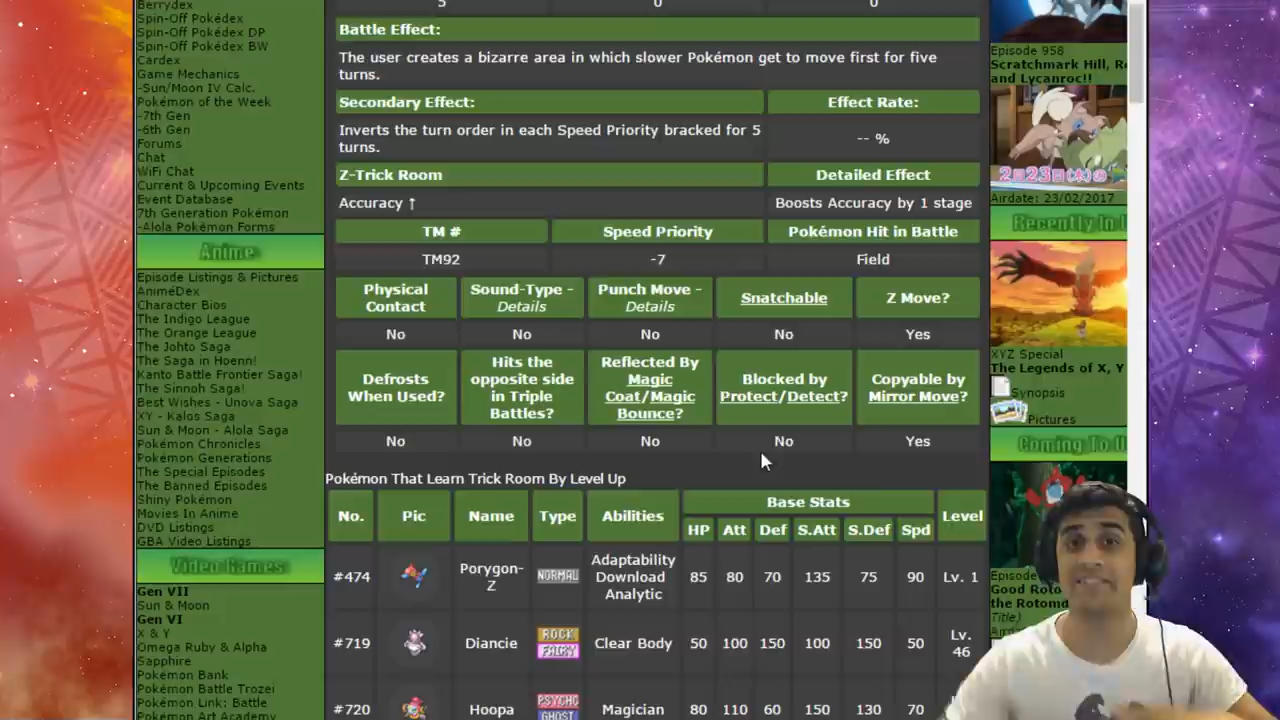 Berrydex
Spin-Off Pokédex
Spin-Off Pokédex DP
Spin-Off Pokédex BW
Cardex
Game Mechanics
-Sun/Moon IV Calc.
Pokémon of the Week
-7th Gen
-6th Gen
Forums
Chat
WiFi Chat
Current & Upcoming Events
Event Database
7th Generation Pokémon
-Alola Pokémon Forms
Anime
Episode Listings & Pictures
AniméDex
Character Bios
The Indigo League
The Orange League
The Johto Saga
The Saga in Hoenn!
Kanto Battle Frontier Saga!
The Sinnoh Saga!
Best Wishes - Unova Saga
XY - Kalos Saga
Sun & Moon - Alola Saga
Pokémon Chronicles
Pokémon Generations
The Special Episodes
The Banned Episodes
Shiny Pokémon
Movies In Anime
DVD Listings
GBA Video Listings
Video Games
Gen VII
Sun & Moon
Gen VI
X & Y
Omega Ruby & Alpha
Sapphire
Pokémon Bank
Pokémon Battle Trozei
Pokémon Link: Battle
Pokémon Art Academy
5 0 0
Battle Effect:
The user creates a bizarre area in which slower Pokémon get to move first for five
turns.
Secondary Effect: Effect Rate:
Inverts the turn order in each Speed Priority bracked for 5
turns.
-- %
Z-Trick Room Detailed Effect
Accuracy ↑ Boosts Accuracy by 1 stage
TM # Speed Priority Pokémon Hit in Battle
TM92 -7 Field
Physical Contact Sound-Type - Details Punch Move - Details Snatchable Z Move?
No No No No Yes
Defrosts When Used? Hits the opposite side in Triple Battles? Reflected By Magic Coat/Magic Bounce? Blocked by Protect/Detect? Copyable by Mirror Move?
No No No No Yes
Pokémon That Learn Trick Room By Level Up
No. Pic Name Type Abilities Base Stats Level
HP Att Def S.Att S.Def Spd
#474 Porygon-Z NORMAL Adaptability Download Analytic 85 80 70 135 75 90 Lv. 1
#719 Diancie ROCK FAIRY Clear Body 50 100 150 100 150 50 Lv. 46
#720 Hoopa PSYCHC GHOST Magician 80 110 60 150 130 70
Episode 958
Scratchmark Hill, R
and Lycanroc!!
2月23日(木)の
Airdate: 23/02/2017
Recently In
XYZ Special
The Legends of X, Y
Synopsis
Pictures
Coming To U
Episode
Good Roto
the Rotomd
Title)